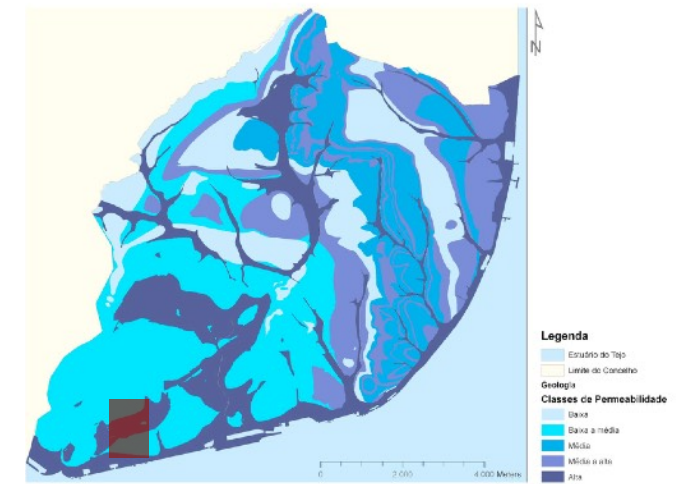 N
Legenda
Estuário do Tejo
Limite do Concelho
Geologia
Classes de Permeabilidade
Baixa
Baixa a média
Média
Média a alta
Alta
0 2 000 4 000 Meters